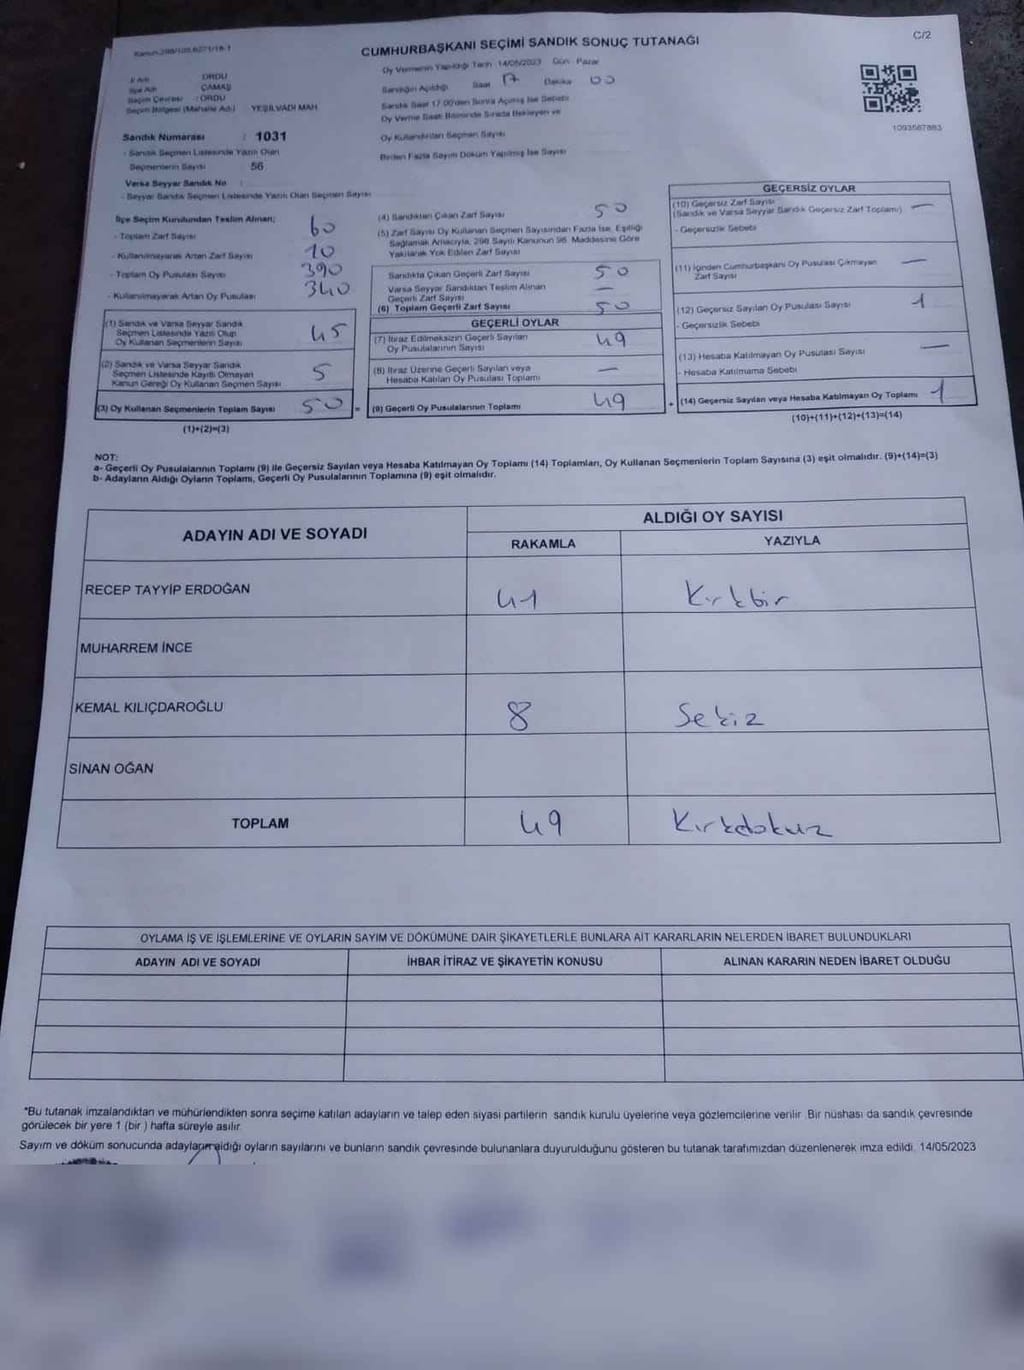 Kanun:298/105,6271/18-1
C/2
CUMHURBAŞKANI SEÇİMİ SANDIK SONUÇ TUTANAĞI
İl Adı : ORDU
İlçe Adı : ÇAMAŞ
Seçim Çevresi : ORDU
Seçim Bölgesi (Mahalle Adı) : YEŞİLVADİ MAH.
Oy Vermenin Yapıldığı Tarih 14/05/2023 Gün Pazar
Sandığın Açıldığı Saat 17 Dakika 00
Sandık Saat 17.00'den Sonra Açılmış İse Sebebi
Oy Verme Saati Bitiminde Sırada Bekleyen ve
Oy Kullandırılan Seçmen Sayısı
Birden Fazla Sayım Döküm Yapılmış İse Sayısı
1093567883
Sandık Numarası : 1031
- Sandık Seçmen Listesinde Yazılı Olan
Seçmenlerin Sayısı 56
Varsa Seyyar Sandık No :
- Seyyar Sandık Seçmen Listesinde Yazılı Olan Seçmen Sayısı
İlçe Seçim Kurulundan Teslim Alınan;
- Toplam Zarf Sayısı 60
- Kullanılmayarak Artan Zarf Sayısı 10
- Toplam Oy Pusulası Sayısı 390
- Kullanılmayarak Artan Oy Pusulası 340
(1) Sandık ve Varsa Seyyar Sandık
Seçmen Listesinde Yazılı Olup
Oy Kullanan Seçmenlerin Sayısı 45
(2) Sandık ve Varsa Seyyar Sandık
Seçmen Listesinde Kayıtlı Olmayan
Kanun Gereği Oy Kullanan Seçmen Sayısı 5
(3) Oy Kullanan Seçmenlerin Toplam Sayısı 50 =
(1)+(2)=(3)
(4) Sandıktan Çıkan Zarf Sayısı 50
(5) Zarf Sayısı Oy Kullanan Seçmen Sayısından Fazla İse, Eşitliği
Sağlamak Amacıyla, 298 Sayılı Kanunun 98. Maddesine Göre
Yakılarak Yok Edilen Zarf Sayısı
Sandıkta Çıkan Geçerli Zarf Sayısı 50
Varsa Seyyar Sandıktan Teslim Alınan
Geçerli Zarf Sayısı —
(6) Toplam Geçerli Zarf Sayısı 50
GEÇERLİ OYLAR
(7) İtiraz Edilmeksizin Geçerli Sayılan
Oy Pusulalarının Sayısı 49
(8) İtiraz Üzerine Geçerli Sayılan veya
Hesaba Katılan Oy Pusulası Toplamı —
(9) Geçerli Oy Pusulalarının Toplamı 49 +
GEÇERSİZ OYLAR
(10) Geçersiz Zarf Sayısı
(Sandık ve Varsa Seyyar Sandık Geçersiz Zarf Toplamı) —
- Geçersizlik Sebebi
(11) İçinden Cumhurbaşkanı Oy Pusulası Çıkmayan
Zarf Sayısı —
(12) Geçersiz Sayılan Oy Pusulası Sayısı 1
- Geçersizlik Sebebi
(13) Hesaba Katılmayan Oy Pusulası Sayısı —
- Hesaba Katılmama Sebebi
(14) Geçersiz Sayılan veya Hesaba Katılmayan Oy Toplamı 1
(10)+(11)+(12)+(13)=(14)
NOT:
a- Geçerli Oy Pusulalarının Toplamı (9) ile Geçersiz Sayılan veya Hesaba Katılmayan Oy Toplamı (14) Toplamları, Oy Kullanan Seçmenlerin Toplam Sayısına (3) eşit olmalıdır. (9)+(14)=(3)
b- Adayların Aldığı Oyların Toplamı, Geçerli Oy Pusulalarının Toplamına (9) eşit olmalıdır.
ADAYIN ADI VE SOYADI
ALDIĞI OY SAYISI
RAKAMLA YAZIYLA
RECEP TAYYİP ERDOĞAN 41 Kırkbir
MUHARREM İNCE
KEMAL KILIÇDAROĞLU 8 Sekiz
SİNAN OĞAN
TOPLAM 49 Kırkdokuz
OYLAMA İŞ VE İŞLEMLERİNE VE OYLARIN SAYIM VE DÖKÜMÜNE DAİR ŞİKAYETLERLE BUNLARA AİT KARARLARIN NELERDEN İBARET BULUNDUKLARI
ADAYIN ADI VE SOYADI İHBAR İTİRAZ VE ŞİKAYETİN KONUSU ALINAN KARARIN NEDEN İBARET OLDUĞU
*Bu tutanak imzalandıktan ve mühürlendikten sonra seçime katılan adayların ve talep eden siyasi partilerin sandık kurulu üyelerine veya gözlemcilerine verilir. Bir nüshası da sandık çevresinde
görülecek bir yere 1 (bir ) hafta süreyle asılır.
Sayım ve döküm sonucunda adayların aldığı oyların sayılarını ve bunların sandık çevresinde bulunanlara duyurulduğunu gösteren bu tutanak tarafımızdan düzenlenerek imza edildi. 14/05/2023